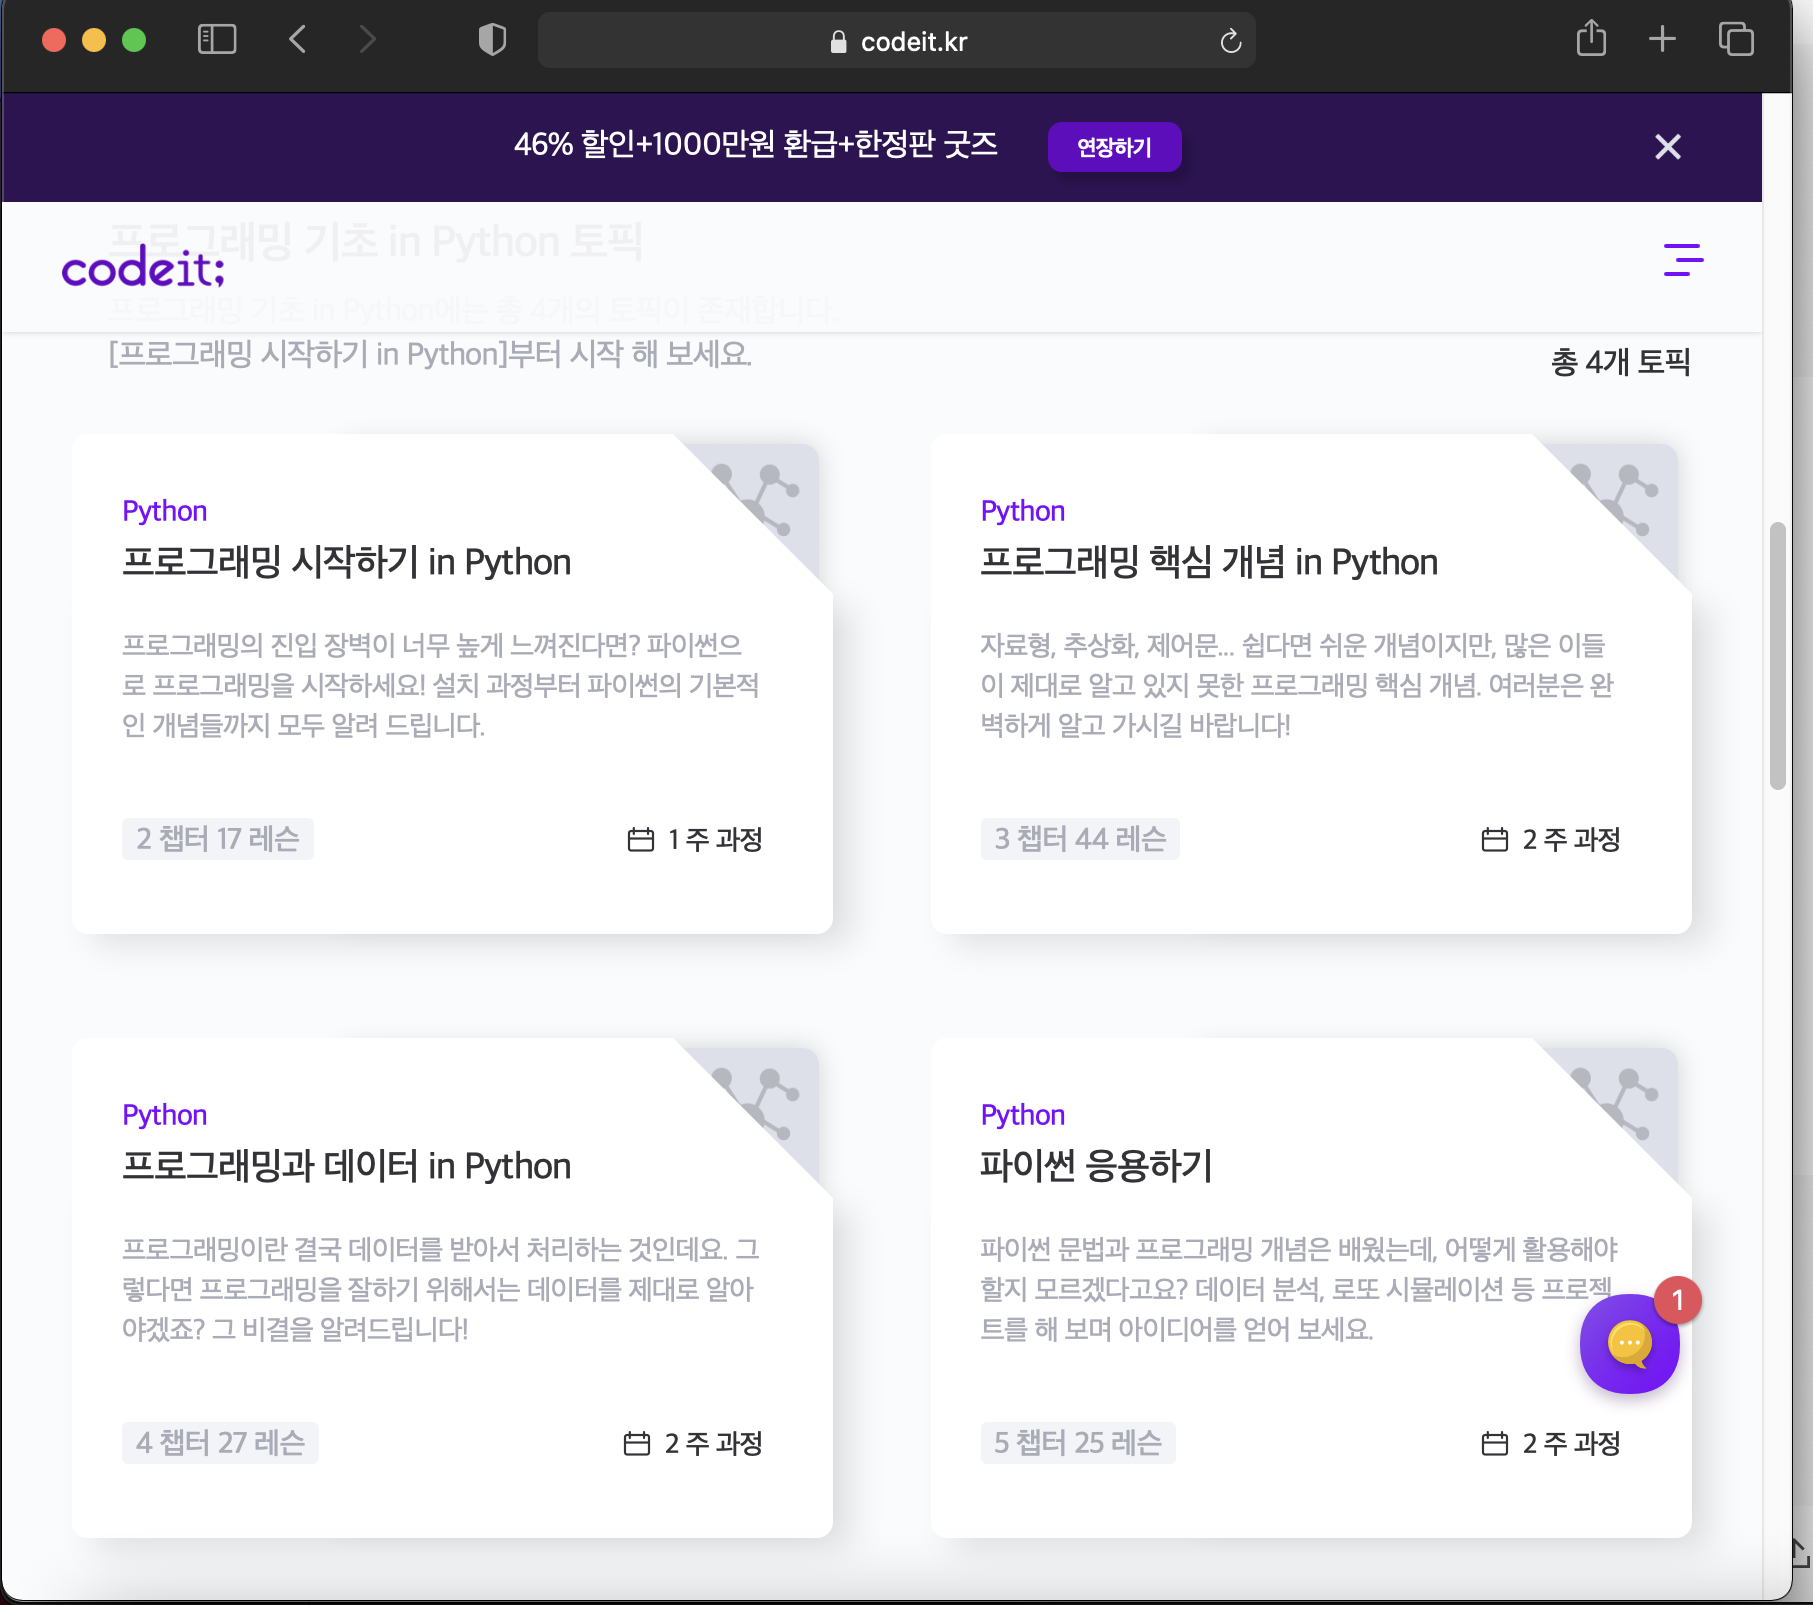 codeit.kr
46% 할인+1000만원 환급+한정판 굿즈
연장하기
프로그래밍 기초 in Python 토픽
codeit;
프로그래밍 기초 in Python에는 총 4개의 토픽이 존재합니다.
[프로그래밍 시작하기 in Python]부터 시작 해 보세요.
총 4개 토픽
Python
프로그래밍 시작하기 in Python
프로그래밍의 진입 장벽이 너무 높게 느껴진다면? 파이썬으
로 프로그래밍을 시작하세요! 설치 과정부터 파이썬의 기본적
인 개념들까지 모두 알려 드립니다.
2 챕터 17 레슨
1 주 과정
Python
프로그래밍 핵심 개념 in Python
자료형, 추상화, 제어문... 쉽다면 쉬운 개념이지만, 많은 이들
이 제대로 알고 있지 못한 프로그래밍 핵심 개념. 여러분은 완
벽하게 알고 가시길 바랍니다!
3 챕터 44 레슨
2 주 과정
Python
프로그래밍과 데이터 in Python
프로그래밍이란 결국 데이터를 받아서 처리하는 것인데요. 그
렇다면 프로그래밍을 잘하기 위해서는 데이터를 제대로 알아
야겠죠? 그 비결을 알려드립니다!
4 챕터 27 레슨
2 주 과정
Python
파이썬 응용하기
파이썬 문법과 프로그래밍 개념은 배웠는데, 어떻게 활용해야
할지 모르겠다고요? 데이터 분석, 로또 시뮬레이션 등 프로젝
트를 해 보며 아이디어를 얻어 보세요.
1
5 챕터 25 레슨
2 주 과정